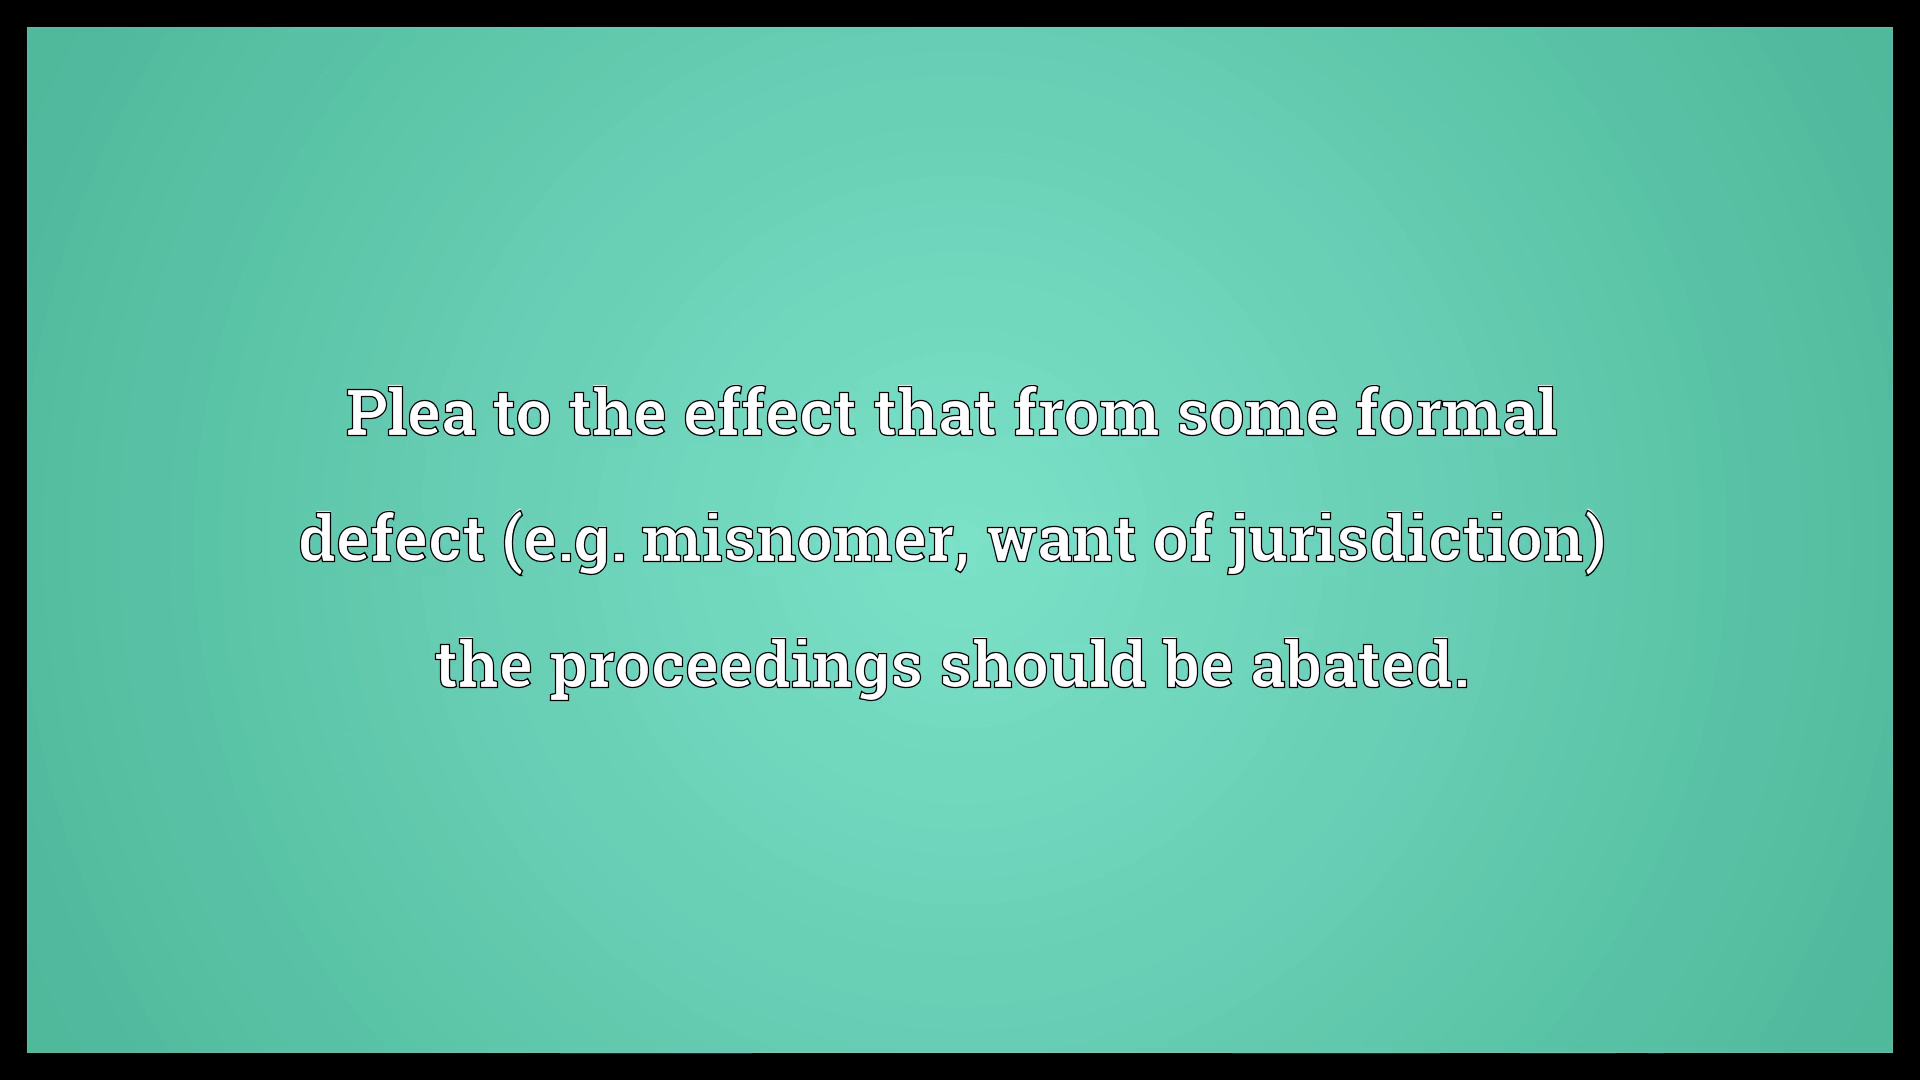 Plea to the effect that from some formal
defect (e.g. misnomer, want of jurisdiction)
the proceedings should be abated.